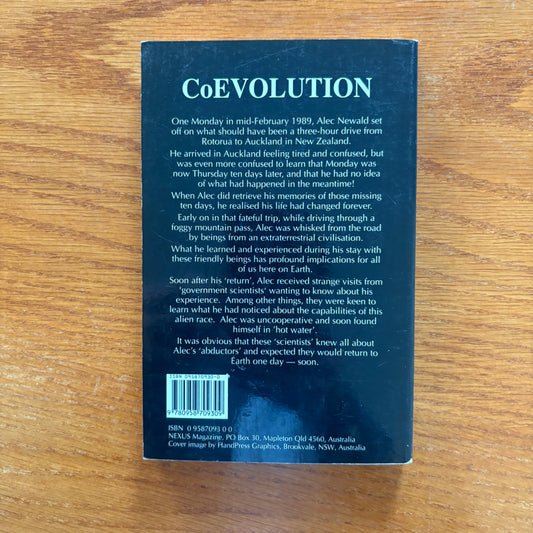 CoEVOLUTION
One Monday in mid-February 1989, Alec Newald set
off on what should have been a three-hour drive from
Rotorua to Auckland in New Zealand.
He arrived in Auckland feeling tired and confused, but
was even more confused to learn that Monday was
now Thursday ten days later, and that he had no idea
of what had happened in the meantime!
When Alec did retrieve his memories of those missing
ten days, he realised his life had changed forever.
Early on in that fateful trip, while driving through a
foggy mountain pass, Alec was whisked from the road
by beings from an extraterrestrial civilisation.
What he learned and experienced during his stay with
these friendly beings has profound implications for all
of us here on Earth.
Soon after his ‘return’, Alec received strange visits from
‘government scientists’ wanting to know about his
experience. Among other things, they were keen to
learn what he had noticed about the capabilities of this
alien race. Alec was uncooperative and soon found
himself in ‘hot water’.
It was obvious that these ‘scientists’ knew all about
Alec’s ‘abductors’ and expected they would return to
Earth one day — soon.
ISBN 0-9587093-0-0
9 780958 709309
ISBN 0 9587093 0 0
NEXUS Magazine, PO Box 30, Mapleton Qld 4560, Australia
Cover image by HandPress Graphics, Brookvale, NSW, Australia